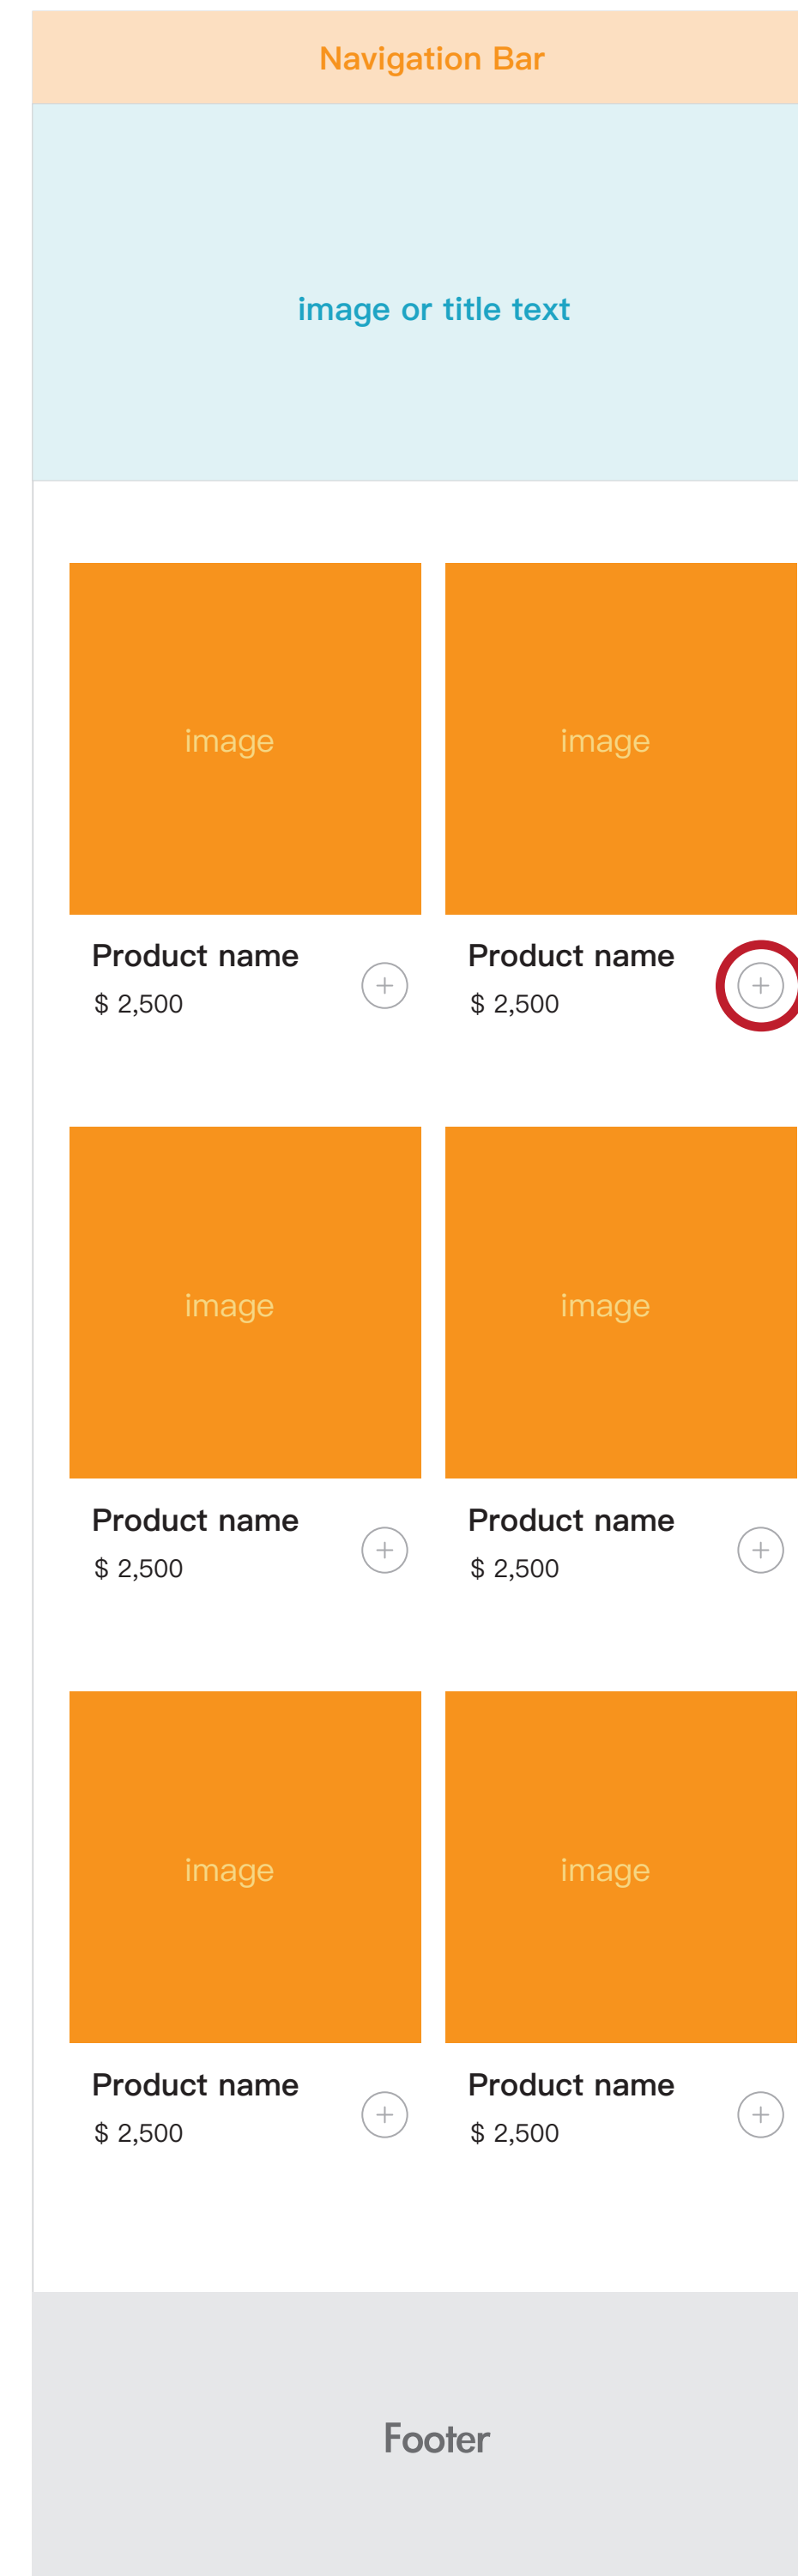 Navigation Bar
image or title text
image
image
Product name
$ 2,500
+
Product name
$ 2,500
+
image
image
Product name
$ 2,500
+
Product name
$ 2,500
+
image
image
Product name
$ 2,500
+
Product name
$ 2,500
+
Footer